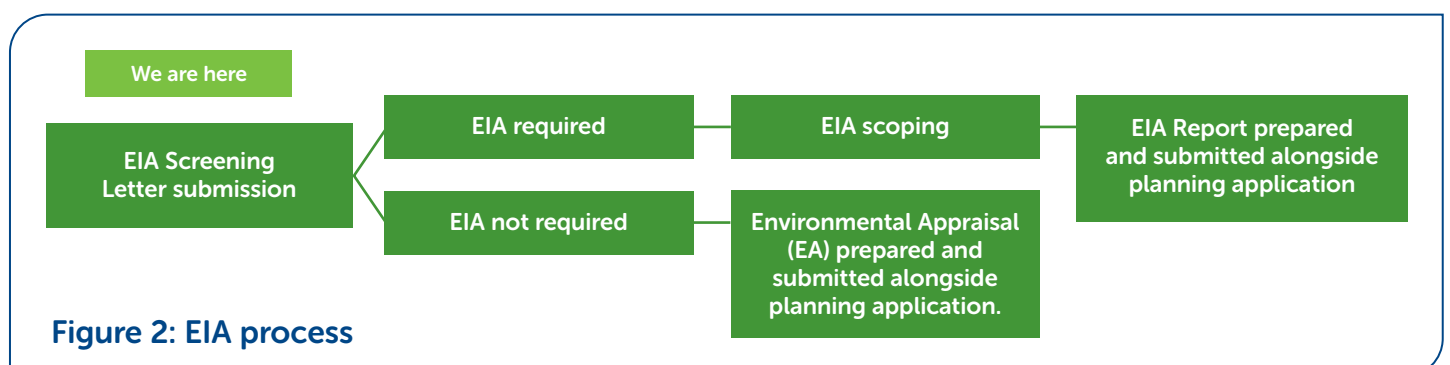 We are here
EIA Screening
Letter submission
EIA required
EIA scoping
EIA Report prepared
and submitted alongside
planning application
EIA not required
Environmental Appraisal
(EA) prepared and
submitted alongside
planning application.
Figure 2: EIA process